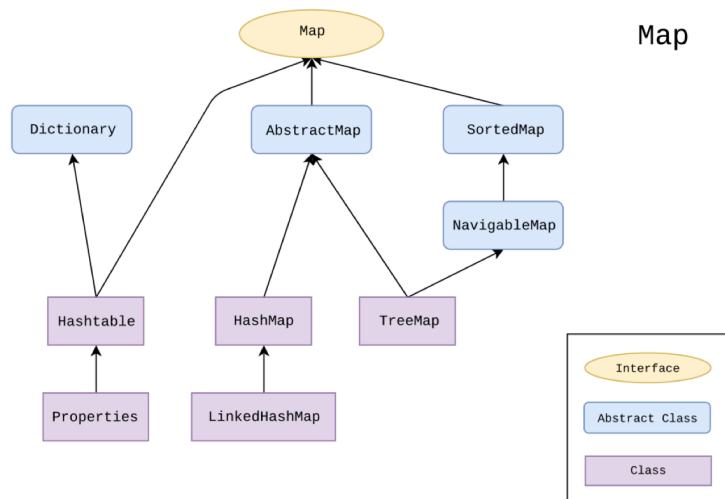 Map
Map
Dictionary
AbstractMap
SortedMap
NavigableMap
Hashtable
HashMap
TreeMap
Properties
LinkedHashMap
Interface
Abstract Class
Class